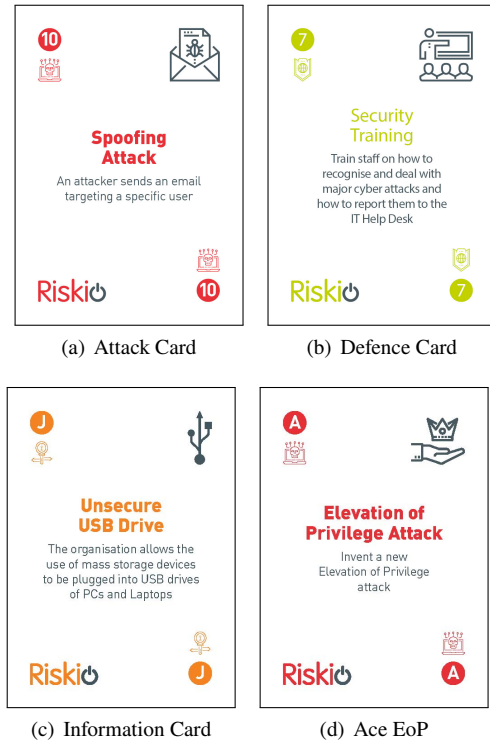 10
Spoofing
Attack
An attacker sends an email
targeting a specific user
Riskio
10
(a) Attack Card
7
Security
Training
Train staff on how to
recognise and deal with
major cyber attacks and
how to report them to the
IT Help Desk
Riskio
7
(b) Defence Card
J
Unsecure
USB Drive
The organisation allows the
use of mass storage devices
to be plugged into USB drives
of PCs and Laptops
Riskio
J
(c) Information Card
A
Elevation of
Privilege Attack
Invent a new
Elevation of Privilege
attack
Riskio
A
(d) Ace EoP